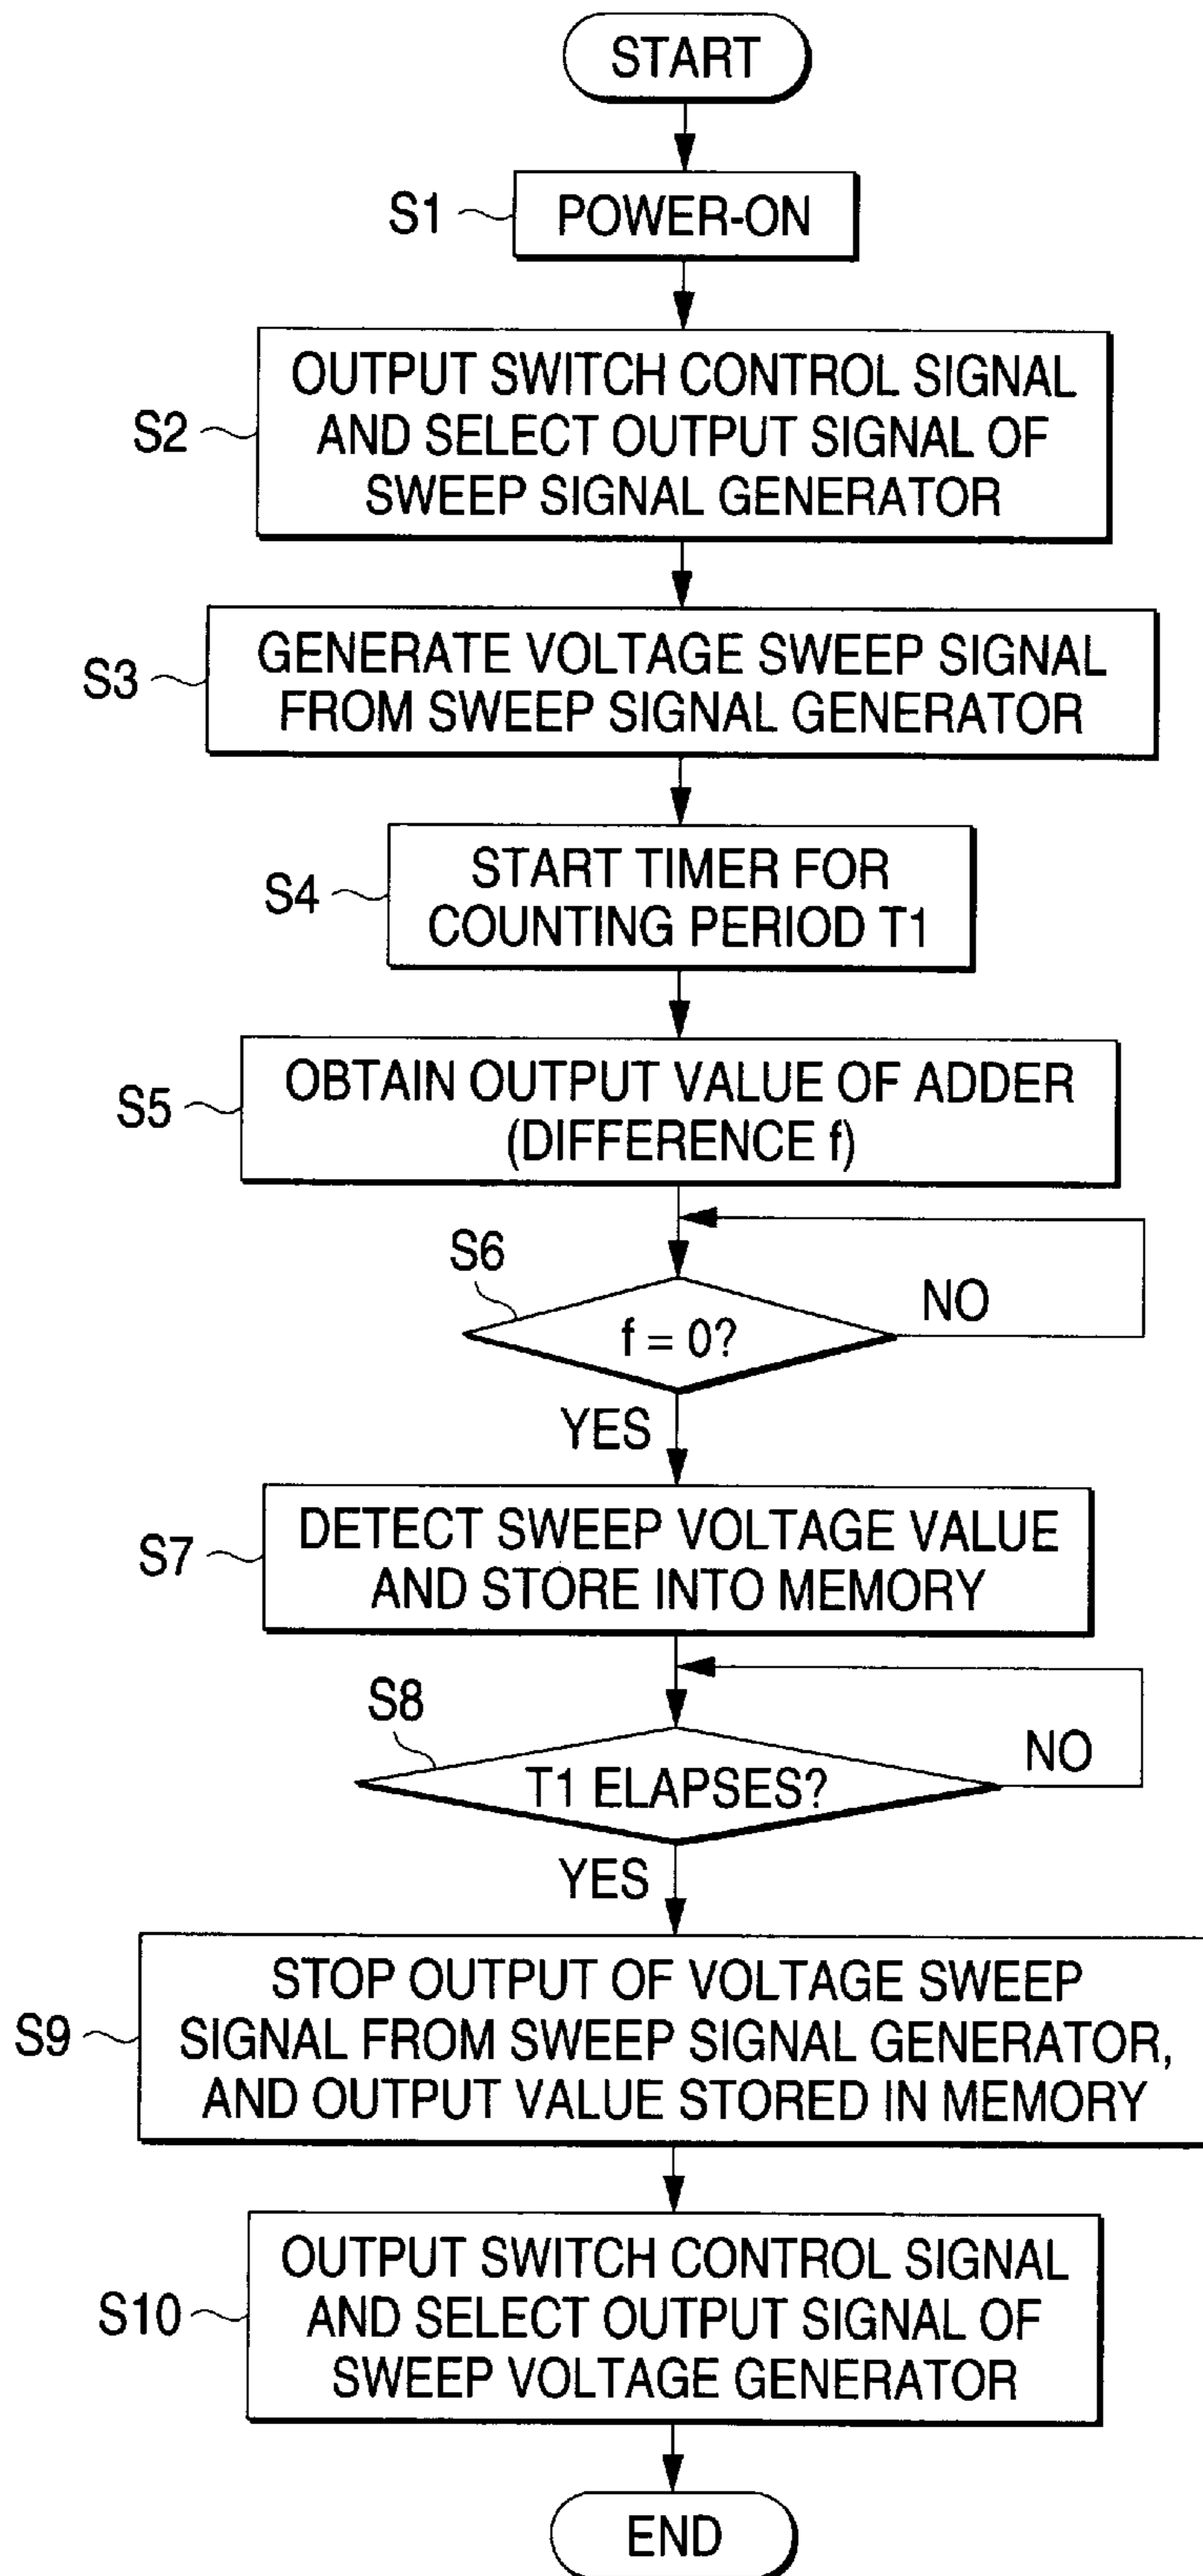 START
S1
POWER-ON
S2
OUTPUT SWITCH CONTROL SIGNAL
AND SELECT OUTPUT SIGNAL OF
SWEEP SIGNAL GENERATOR
S3
GENERATE VOLTAGE SWEEP SIGNAL
FROM SWEEP SIGNAL GENERATOR
S4
START TIMER FOR
COUNTING PERIOD T1
S5
OBTAIN OUTPUT VALUE OF ADDER
(DIFFERENCE f)
S6
f = 0?
NO
YES
S7
DETECT SWEEP VOLTAGE VALUE
AND STORE INTO MEMORY
S8
T1 ELAPSES?
NO
YES
S9
STOP OUTPUT OF VOLTAGE SWEEP
SIGNAL FROM SWEEP SIGNAL GENERATOR,
AND OUTPUT VALUE STORED IN MEMORY
S10
OUTPUT SWITCH CONTROL SIGNAL
AND SELECT OUTPUT SIGNAL OF
SWEEP VOLTAGE GENERATOR
END